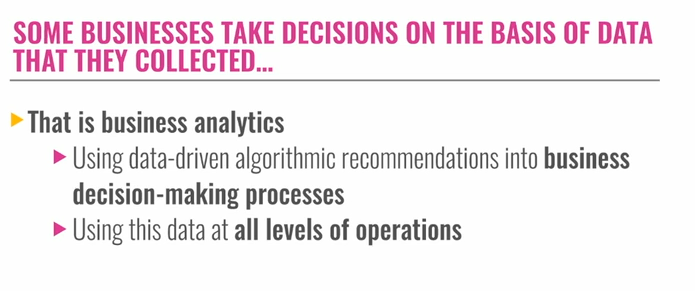 SOME BUSINESSES TAKE DECISIONS ON THE BASIS OF DATA
THAT THEY COLLECTED...
That is business analytics
Using data-driven algorithmic recommendations into business
decision-making processes
Using this data at all levels of operations